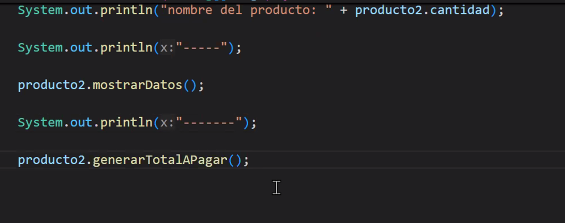 System.out.println("nombre del producto: " + producto2.cantidad);
System.out.println(x:"-----");
producto2.mostrarDatos();
System.out.println(x:"-------");
producto2.generarTotalAPagar();